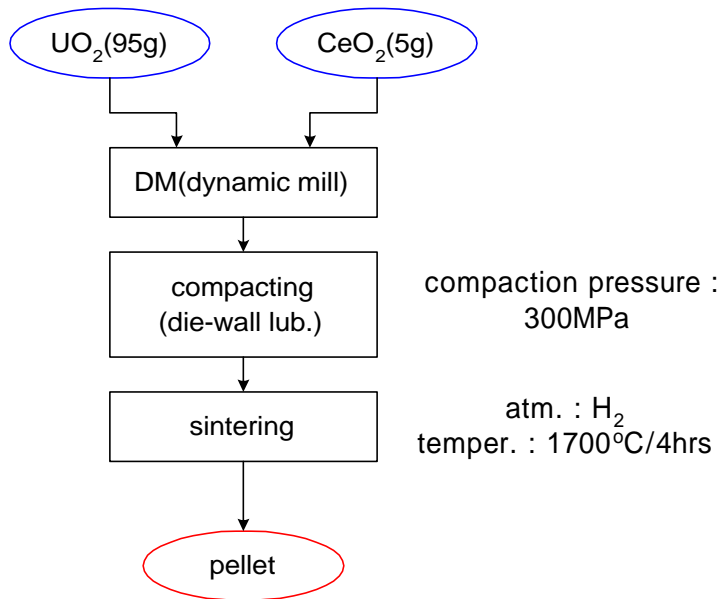 UO₂(95g)
CeO₂(5g)
DM(dynamic mill)
compacting
(die-wall lub.)
compaction pressure :
300MPa
sintering
atm. : H₂
temper. : 1700°C/4hrs
pellet